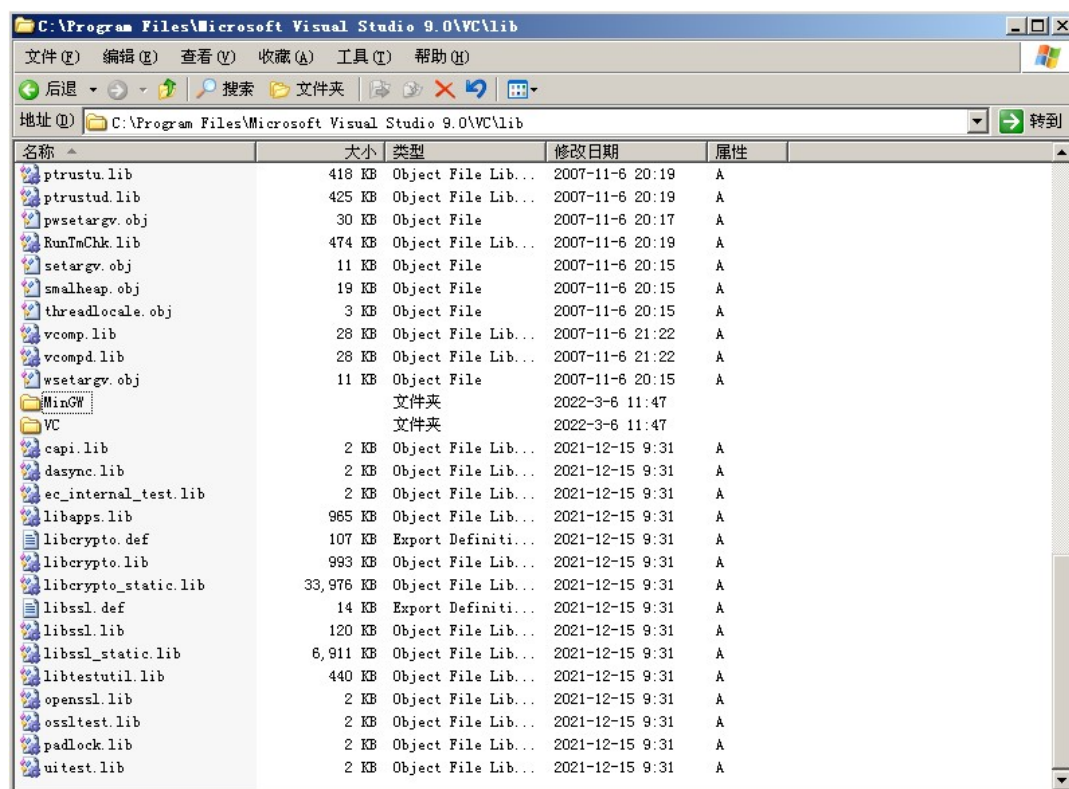 C:\Program Files\Microsoft Visual Studio 9.0\VC\lib
文件(F) 编辑(E) 查看(V) 收藏(A) 工具(T) 帮助(H)
后退 搜索 文件夹
地址(D) C:\Program Files\Microsoft Visual Studio 9.0\VC\lib 转到
名称 大小 类型 修改日期 属性
ptrustu.lib 418 KB Object File Lib... 2007-11-6 20:19 A
ptrustud.lib 425 KB Object File Lib... 2007-11-6 20:19 A
pwsetargv.obj 30 KB Object File 2007-11-6 20:17 A
RunTmChk.lib 474 KB Object File Lib... 2007-11-6 20:19 A
setargv.obj 11 KB Object File 2007-11-6 20:15 A
smalheap.obj 19 KB Object File 2007-11-6 20:15 A
threadlocale.obj 3 KB Object File 2007-11-6 20:15 A
vcomp.lib 28 KB Object File Lib... 2007-11-6 21:22 A
vcompd.lib 28 KB Object File Lib... 2007-11-6 21:22 A
wsetargv.obj 11 KB Object File 2007-11-6 20:15 A
MinGW 文件夹 2022-3-6 11:47
VC 文件夹 2022-3-6 11:47
capi.lib 2 KB Object File Lib... 2021-12-15 9:31 A
dasync.lib 2 KB Object File Lib... 2021-12-15 9:31 A
ec_internal_test.lib 2 KB Object File Lib... 2021-12-15 9:31 A
libapps.lib 965 KB Object File Lib... 2021-12-15 9:31 A
libcrypto.def 107 KB Export Definiti... 2021-12-15 9:31 A
libcrypto.lib 993 KB Object File Lib... 2021-12-15 9:31 A
libcrypto_static.lib 33,976 KB Object File Lib... 2021-12-15 9:31 A
libssl.def 14 KB Export Definiti... 2021-12-15 9:31 A
libssl.lib 120 KB Object File Lib... 2021-12-15 9:31 A
libssl_static.lib 6,911 KB Object File Lib... 2021-12-15 9:31 A
libtestutil.lib 440 KB Object File Lib... 2021-12-15 9:31 A
openssl.lib 2 KB Object File Lib... 2021-12-15 9:31 A
ossltest.lib 2 KB Object File Lib... 2021-12-15 9:31 A
padlock.lib 2 KB Object File Lib... 2021-12-15 9:31 A
uitest.lib 2 KB Object File Lib... 2021-12-15 9:31 A